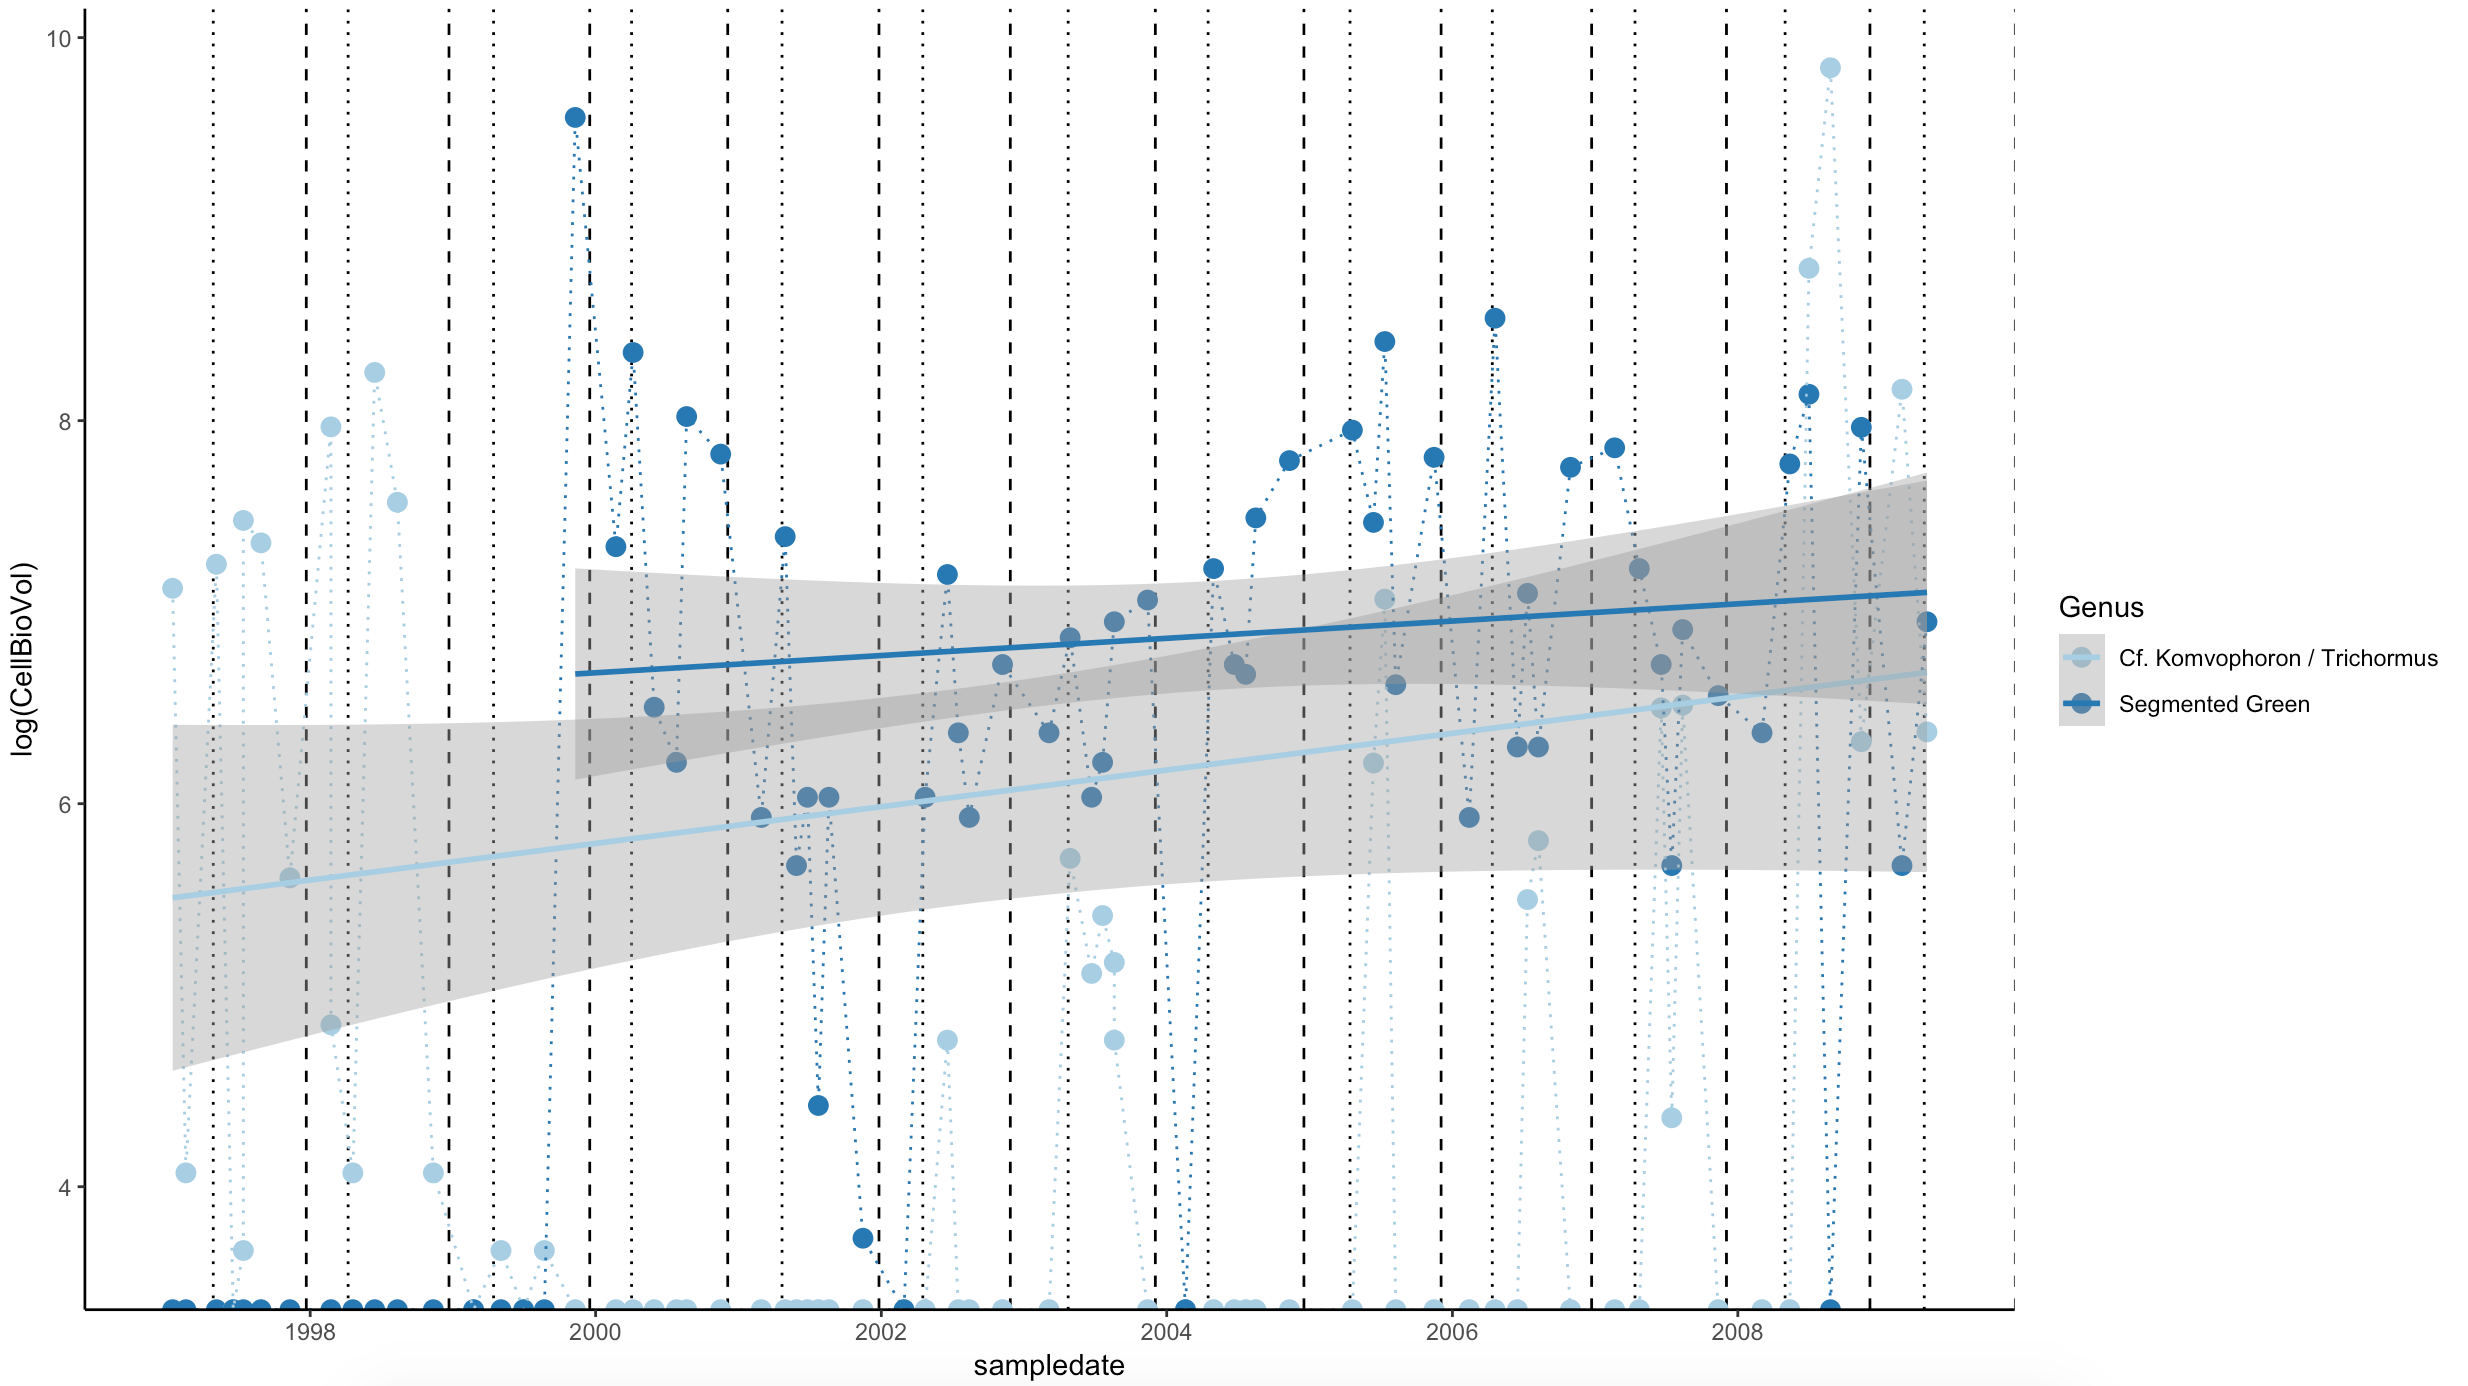 10
8
6
4
log(CellBioVol)
1998 2000 2002 2004 2006 2008
sampledate
Genus
Cf. Komvophoron / Trichormus
Segmented Green